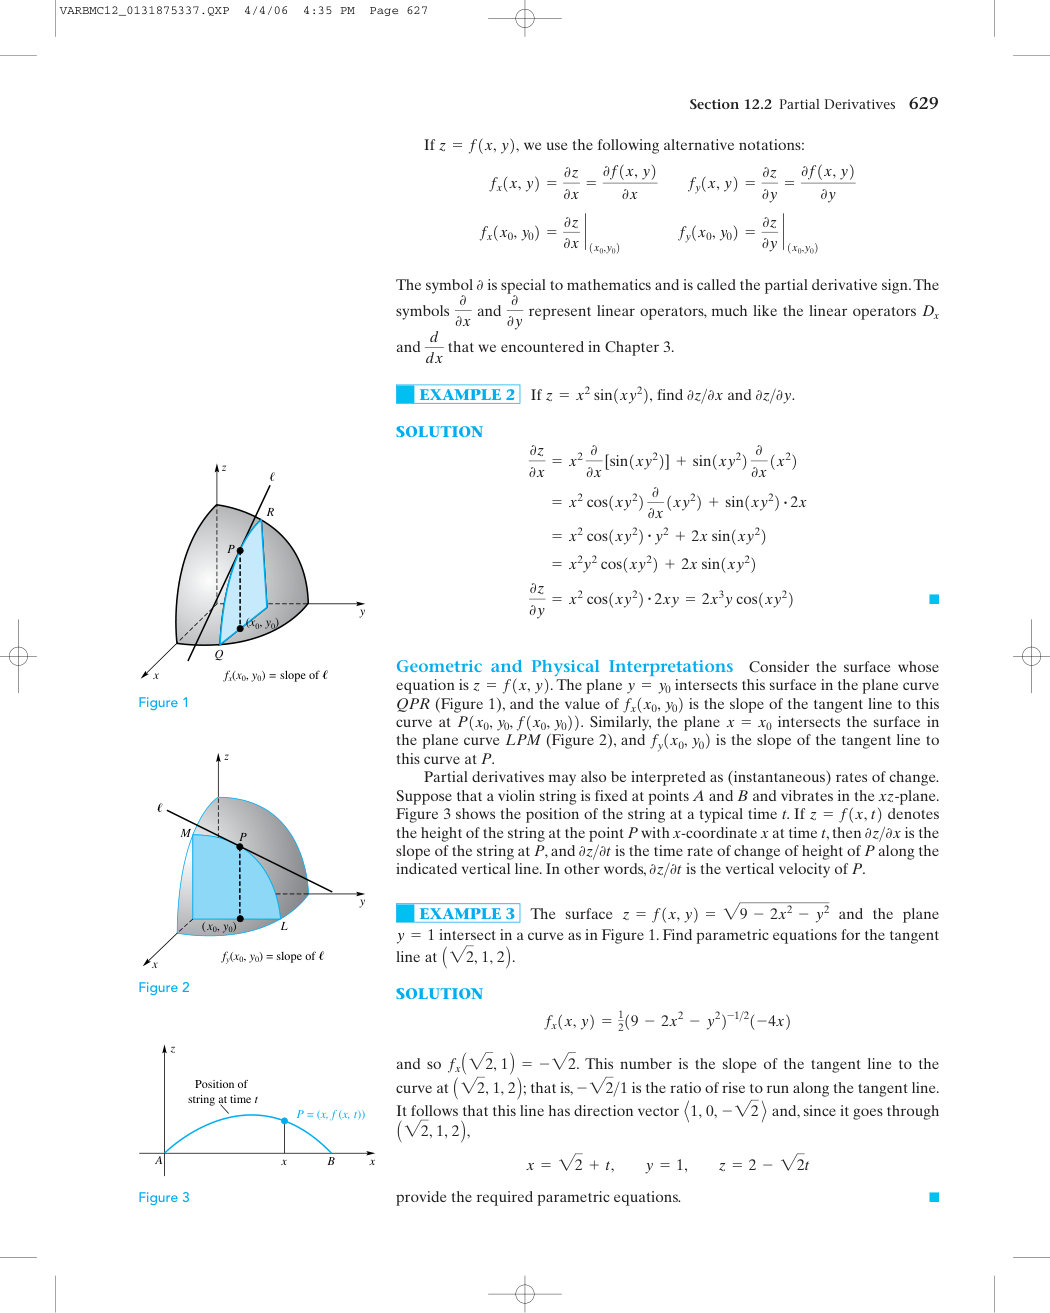 VARBMC12_0131875337.QXP 4/4/06 4:35 PM Page 627
Section 12.2 Partial Derivatives 629
If z = f(x, y), we use the following alternative notations:
fₓ(x, y) = ∂z/∂x = ∂f(x, y)/∂x  f_y(x, y) = ∂z/∂y = ∂f(x, y)/∂y
fₓ(x₀, y₀) = ∂z/∂x |(x₀,y₀)  f_y(x₀, y₀) = ∂z/∂y |(x₀,y₀)
The symbol ∂ is special to mathematics and is called the partial derivative sign. The
symbols ∂/∂x and ∂/∂y represent linear operators, much like the linear operators Dₓ
and d/dx that we encountered in Chapter 3.
EXAMPLE 2 If z = x² sin(xy²), find ∂z/∂x and ∂z/∂y.
SOLUTION
∂z/∂x = x² ∂/∂x [sin(xy²)] + sin(xy²) ∂/∂x (x²)
= x² cos(xy²) ∂/∂x (xy²) + sin(xy²) · 2x
= x² cos(xy²) · y² + 2x sin(xy²)
= x²y² cos(xy²) + 2x sin(xy²)
∂z/∂y = x² cos(xy²) · 2xy = 2x³y cos(xy²)
Geometric and Physical Interpretations Consider the surface whose
equation is z = f(x, y). The plane y = y₀ intersects this surface in the plane curve
QPR (Figure 1), and the value of fₓ(x₀, y₀) is the slope of the tangent line to this
curve at P(x₀, y₀, f(x₀, y₀)). Similarly, the plane x = x₀ intersects the surface in
the plane curve LPM (Figure 2), and f_y(x₀, y₀) is the slope of the tangent line to
this curve at P.
Partial derivatives may also be interpreted as (instantaneous) rates of change.
Suppose that a violin string is fixed at points A and B and vibrates in the xz-plane.
Figure 3 shows the position of the string at a typical time t. If z = f(x, t) denotes
the height of the string at the point P with x-coordinate x at time t, then ∂z/∂x is the
slope of the string at P, and ∂z/∂t is the time rate of change of height of P along the
indicated vertical line. In other words, ∂z/∂t is the vertical velocity of P.
EXAMPLE 3 The surface z = f(x, y) = √(9 − 2x² − y²) and the plane
y = 1 intersect in a curve as in Figure 1. Find parametric equations for the tangent
line at (√2, 1, 2).
SOLUTION
fₓ(x, y) = ½(9 − 2x² − y²)^(−1/2)(−4x)
and so fₓ(√2, 1) = −√2. This number is the slope of the tangent line to the
curve at (√2, 1, 2); that is, −√2/1 is the ratio of rise to run along the tangent line.
It follows that this line has direction vector ⟨1, 0, −√2⟩ and, since it goes through
(√2, 1, 2),
x = √2 + t, y = 1, z = 2 − √2t
provide the required parametric equations.
z
ℓ
R
P
y
(x₀, y₀)
Q
x
fₓ(x₀, y₀) = slope of ℓ
Figure 1
z
ℓ
M
P
y
(x₀, y₀)
L
x
f_y(x₀, y₀) = slope of ℓ
Figure 2
z
Position of
string at time t
P = (x, f(x, t))
A
x
B
x
Figure 3